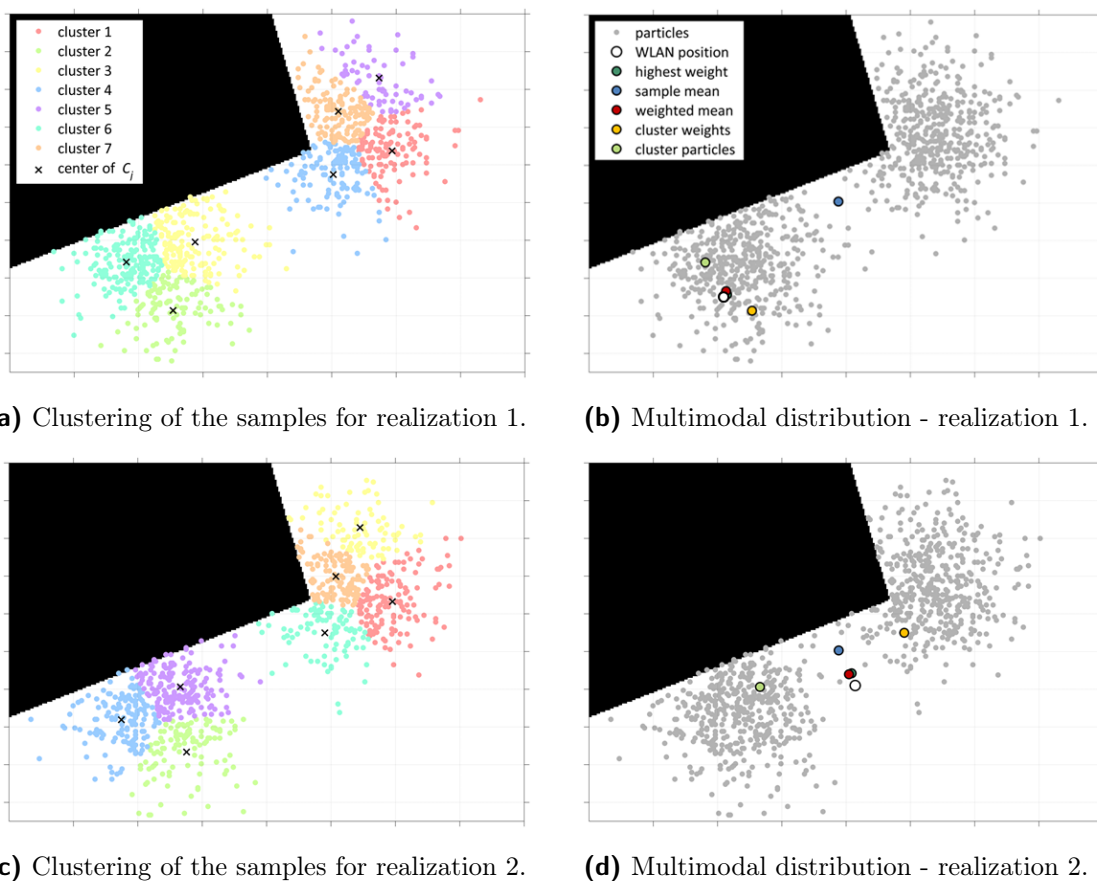 cluster 1
cluster 2
cluster 3
cluster 4
cluster 5
cluster 6
cluster 7
center of Cj
particles
WLAN position
highest weight
sample mean
weighted mean
cluster weights
cluster particles
a) Clustering of the samples for realization 1.
(b) Multimodal distribution - realization 1.
c) Clustering of the samples for realization 2.
(d) Multimodal distribution - realization 2.